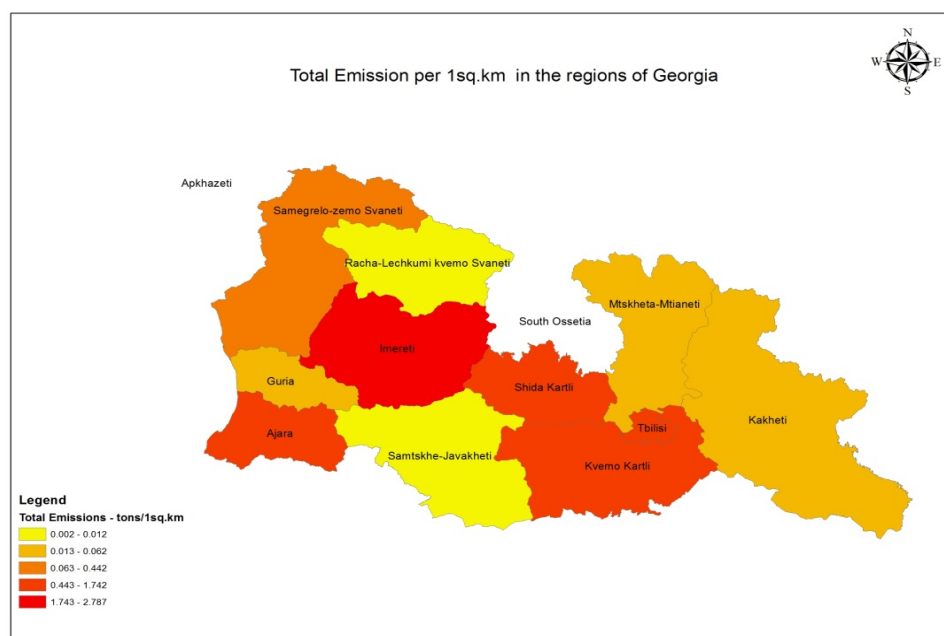 Total Emission per 1sq.km in the regions of Georgia
N
W
E
S
Apkhazeti
Samegrelo-zemo Svaneti
Racha-Lechkumi kvemo Svaneti
Mtskheta-Mtianeti
South Ossetia
Imereti
Guria
Shida Kartli
Ajara
Tbilisi
Kakheti
Samtskhe-Javakheti
Kvemo Kartli
Legend
Total Emissions - tons/1sq.km
0.002 - 0.012
0.013 - 0.062
0.063 - 0.442
0.443 - 1.742
1.743 - 2.787